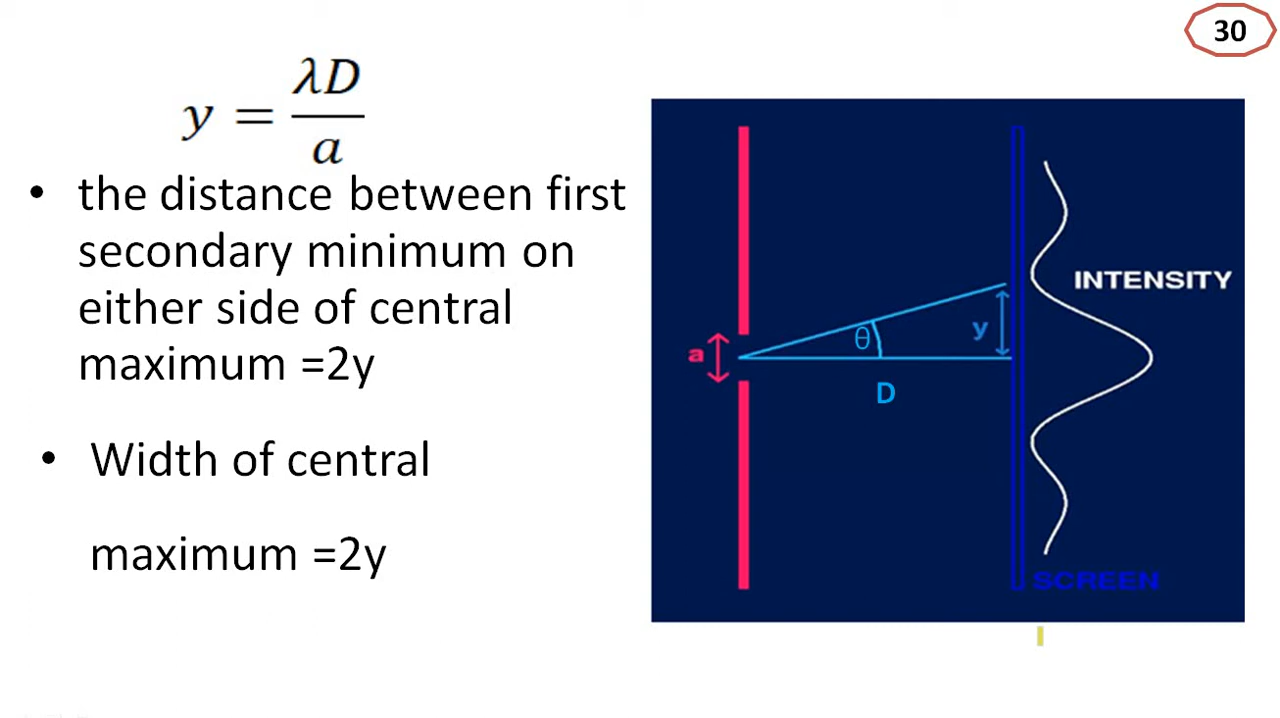 30
y = λD/a
• the distance between first
secondary minimum on
either side of central
maximum =2y
• Width of central
maximum =2y
INTENSITY
θ
y
a
D
SCREEN
I